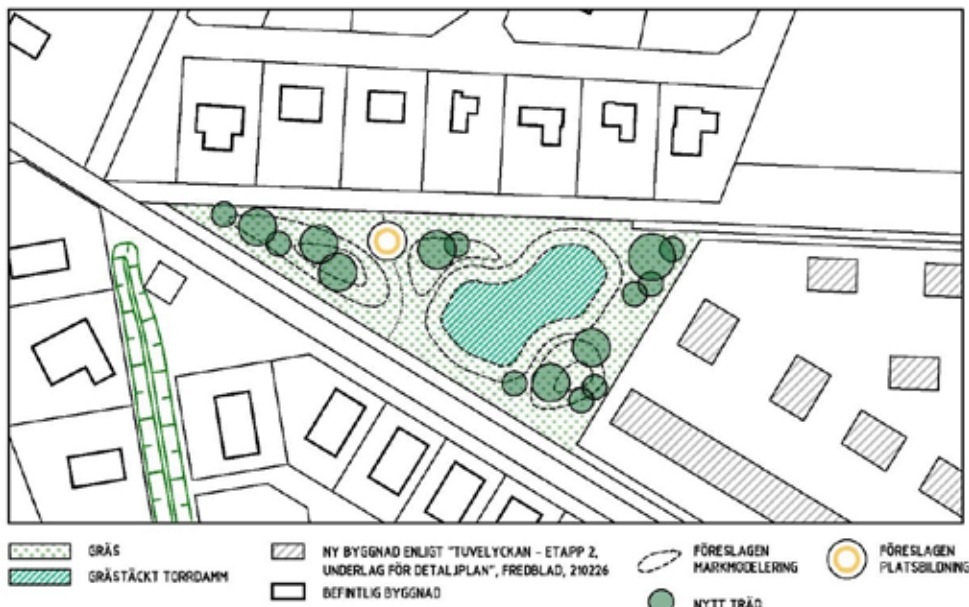 GRÄS
GRÄSTÄCKT TORRDAMM
NY BYGGNAD ENLIGT "TUVELYCKAN - ETAPP 2,
UNDERLAG FÖR DETALJPLAN", FREDBLAD, 210226
BEFINTLIG BYGGNAD
FÖRESLAGEN
MARKMODELERING
NYTT TRÄD
FÖRESLAGEN
PLATSBILDNING